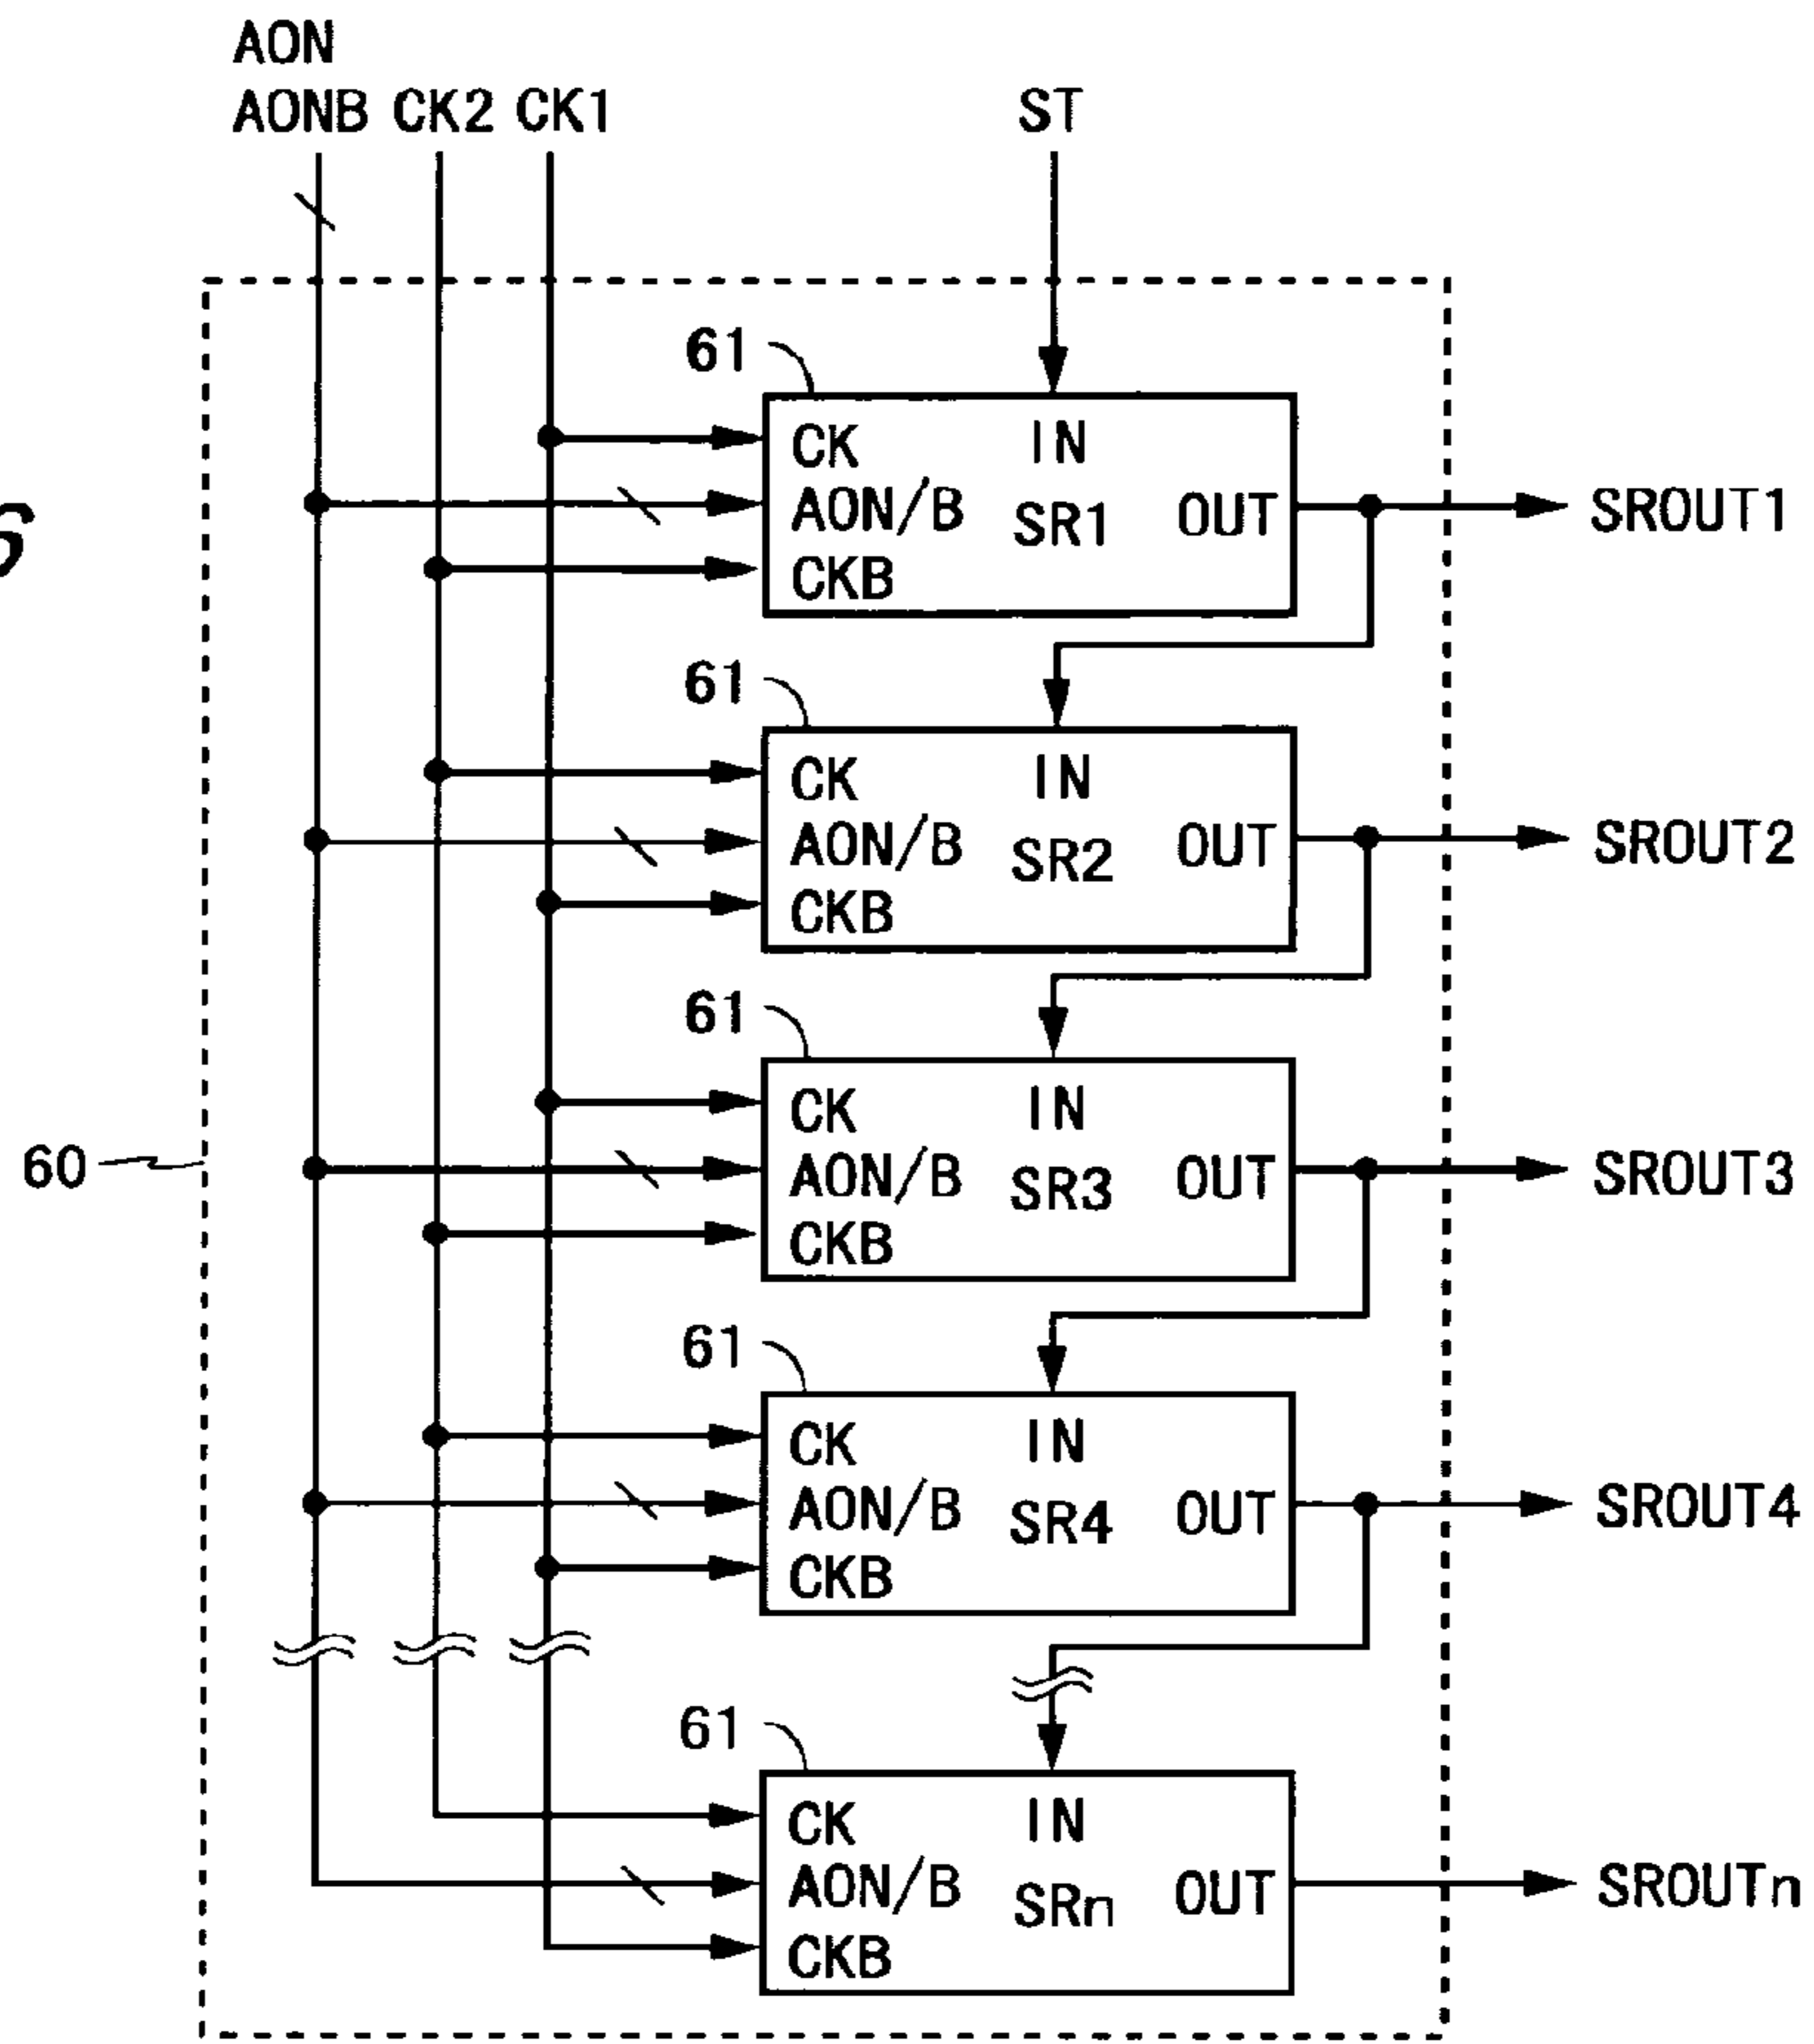 AON
AONB CK2 CK1 ST
61
CK IN
AON/B SR1 OUT SROUT1
CKB
6
61
CK IN
AON/B SR2 OUT SROUT2
CKB
61
CK IN
60 AON/B SR3 OUT SROUT3
CKB
61
CK IN
AON/B SR4 OUT SROUT4
CKB
61
CK IN
AON/B SRn OUT SROUTn
CKB